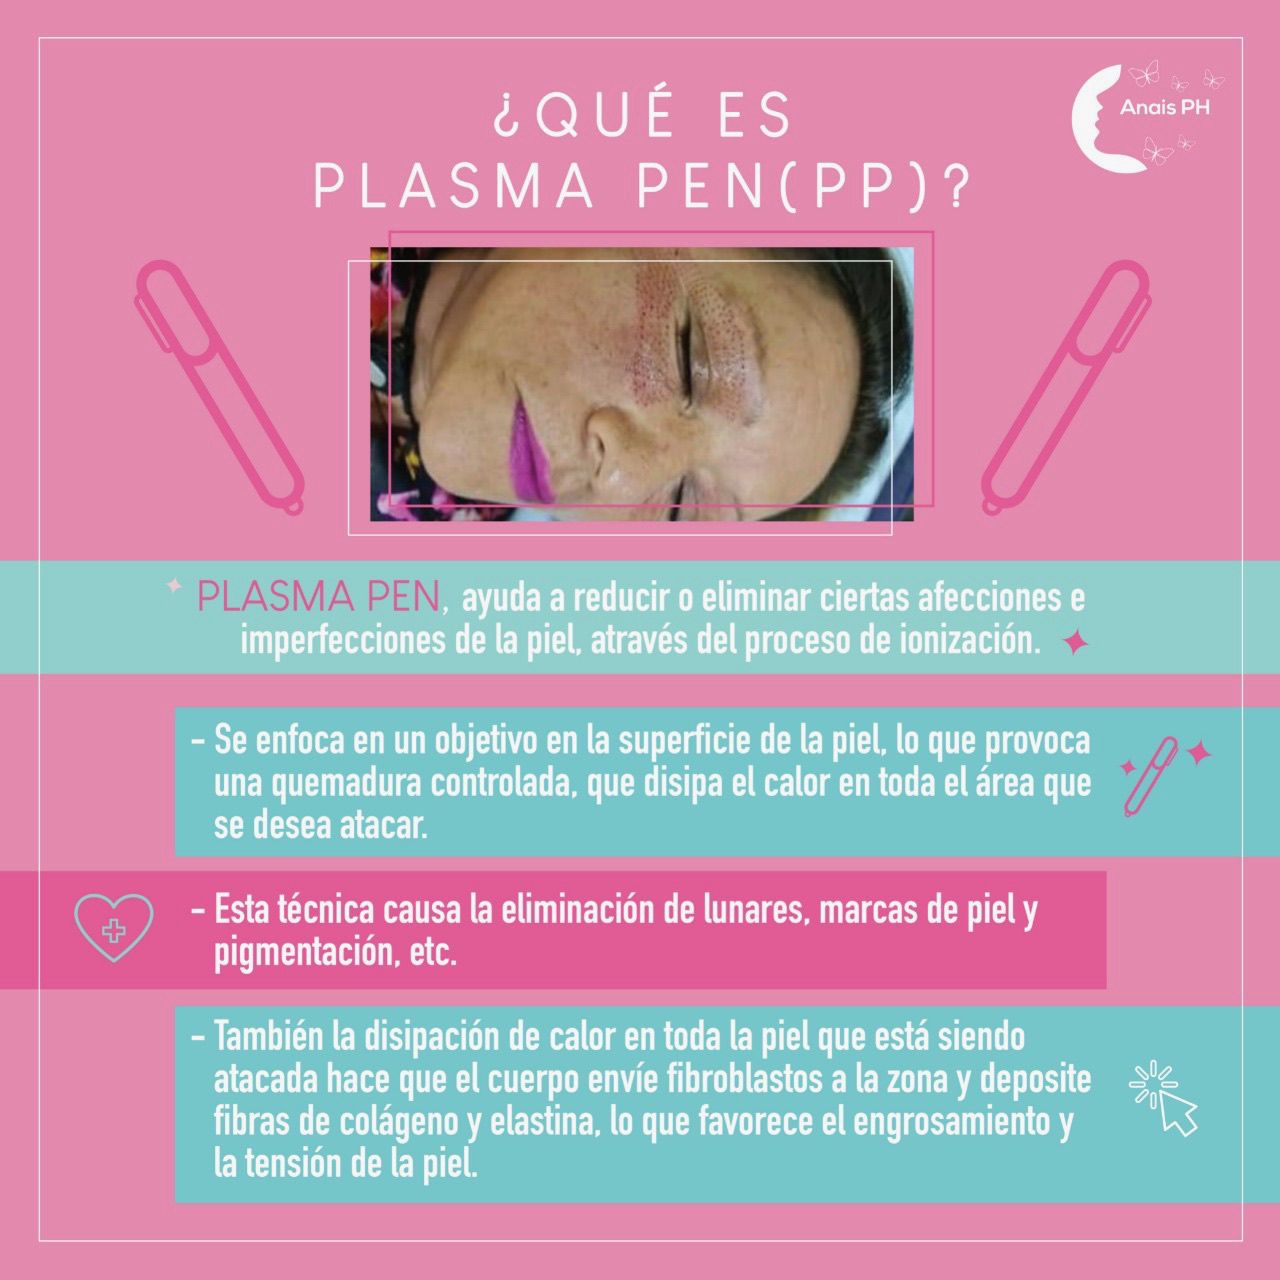 ¿QUÉ ES
PLASMA PEN(PP)?
Anais PH
PLASMA PEN, ayuda a reducir o eliminar ciertas afecciones e
imperfecciones de la piel, através del proceso de ionización.
- Se enfoca en un objetivo en la superficie de la piel, lo que provoca
una quemadura controlada, que disipa el calor en toda el área que
se desea atacar.
- Esta técnica causa la eliminación de lunares, marcas de piel y
pigmentación, etc.
- También la disipación de calor en toda la piel que está siendo
atacada hace que el cuerpo envíe fibroblastos a la zona y deposite
fibras de colágeno y elastina, lo que favorece el engrosamiento y
la tensión de la piel.